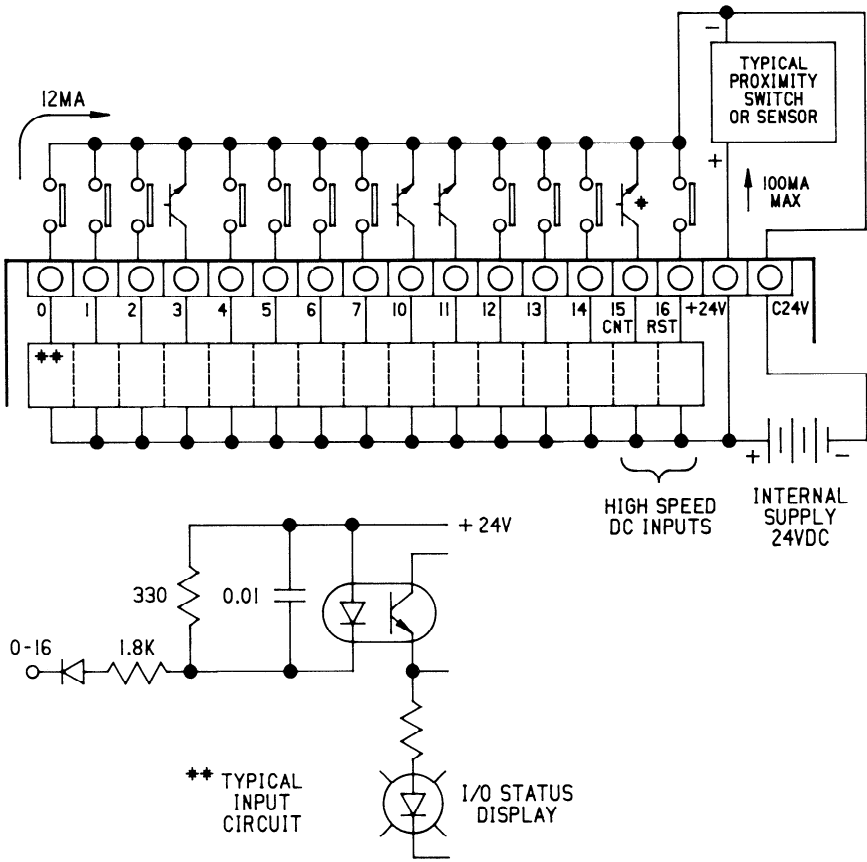 −
TYPICAL
PROXIMITY
SWITCH
OR SENSOR
12MA
+
100MA
MAX
*
0 1 2 3 4 5 6 7 10 11 12 13 14 15 16 +24V C24V
CNT RST
**
+ −
HIGH SPEED
DC INPUTS
INTERNAL
SUPPLY
24VDC
+ 24V
330 0.01
0-16 1.8K
** TYPICAL
INPUT
CIRCUIT
I/O STATUS
DISPLAY